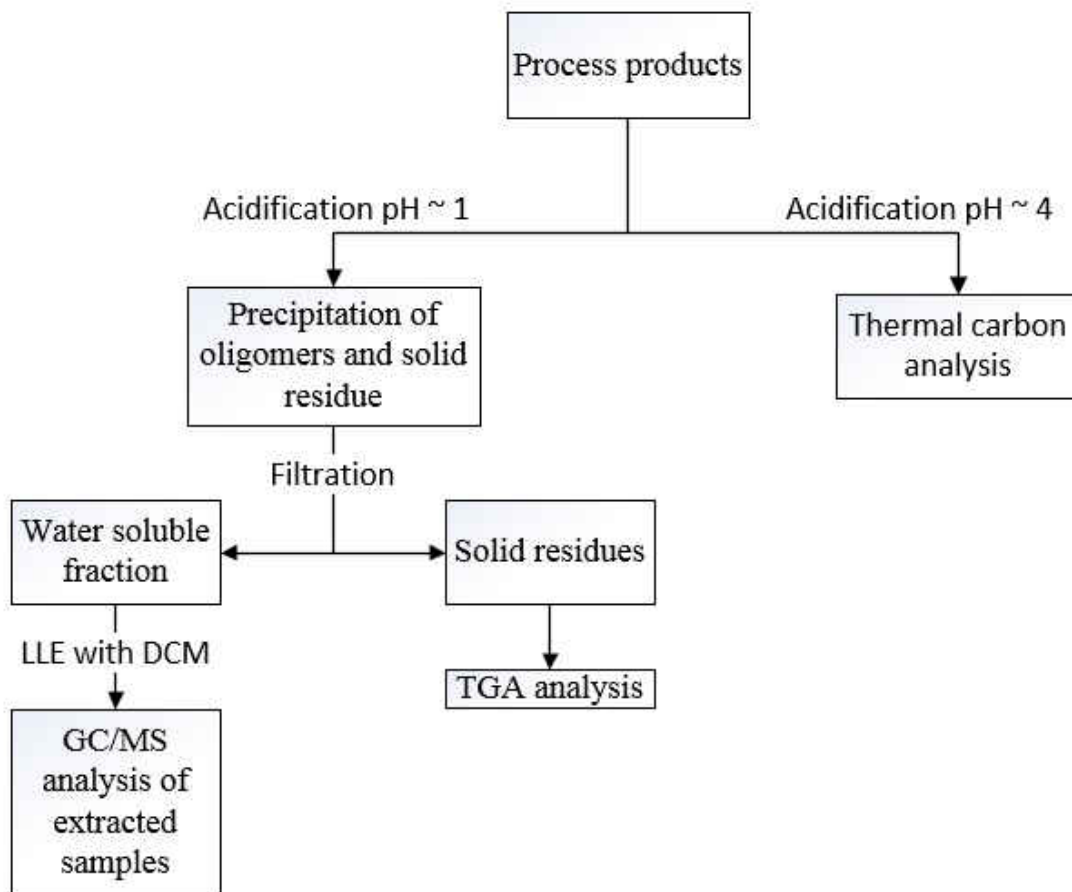 Process products
Acidification pH ~ 1
Acidification pH ~ 4
Precipitation of
oligomers and solid
residue
Thermal carbon
analysis
Filtration
Water soluble
fraction
Solid residues
LLE with DCM
TGA analysis
GC/MS
analysis of
extracted
samples